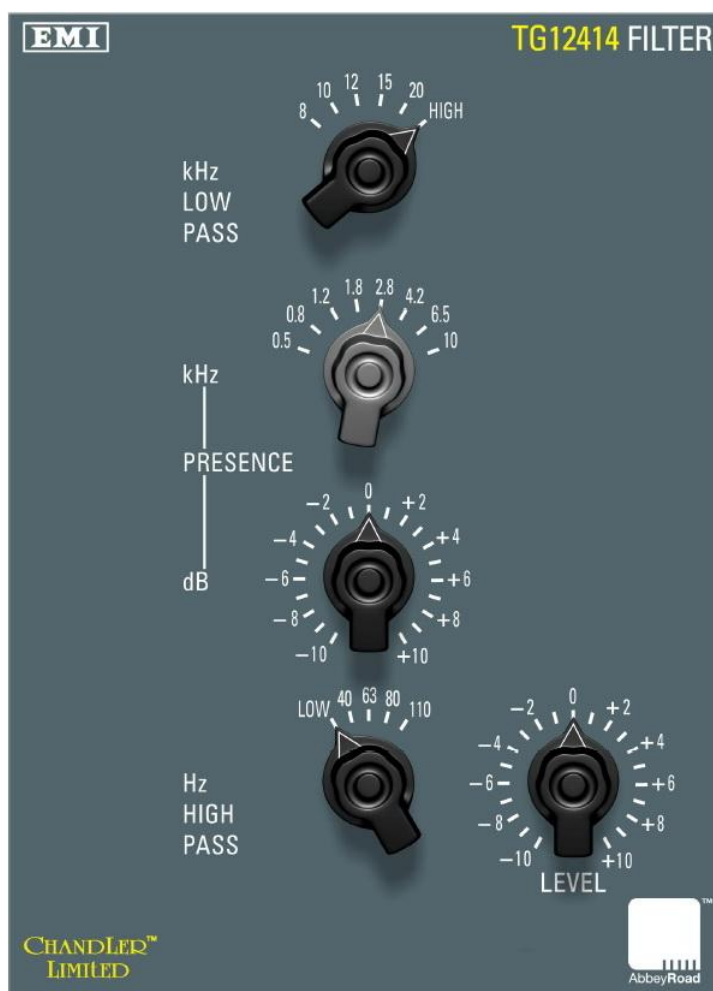 EMI
TG12414 FILTER
8 10 12 15 20 HIGH
kHz
LOW
PASS
0.5 0.8 1.2 1.8 2.8 4.2 6.5 10
kHz
PRESENCE
dB
−10 −8 −6 −4 −2 0 +2 +4 +6 +8 +10
LOW 40 63 80 110
Hz
HIGH
PASS
−10 −8 −6 −4 −2 0 +2 +4 +6 +8 +10
LEVEL
CHANDLER™
LIMITED
TM
AbbeyRoad